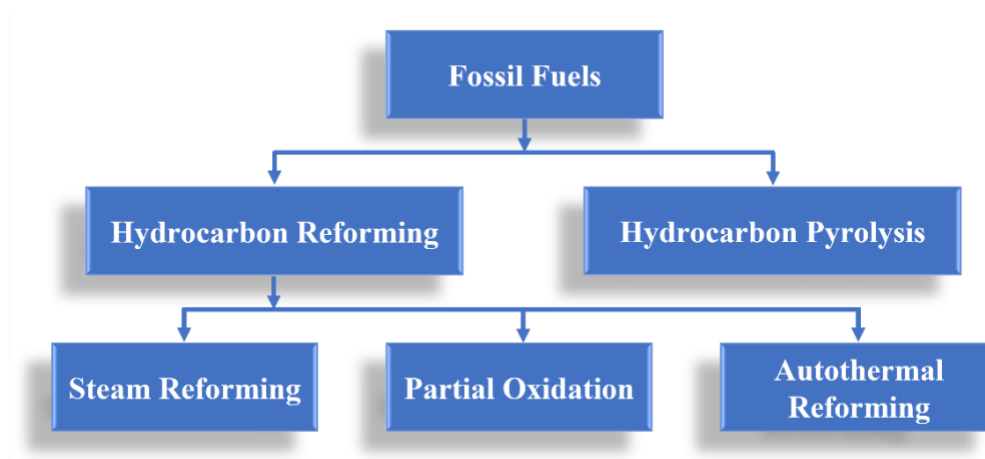 Fossil Fuels
Hydrocarbon Reforming
Hydrocarbon Pyrolysis
Steam Reforming
Partial Oxidation
Autothermal
Reforming